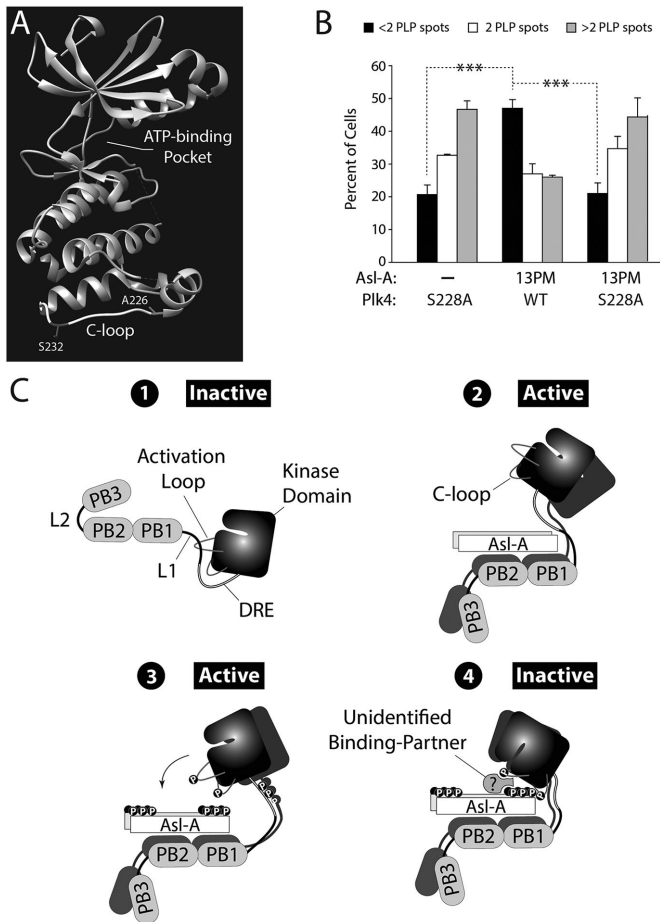 A
ATP-binding
Pocket
A226
C-loop
S232
B
<2 PLP spots 2 PLP spots >2 PLP spots
Percent of Cells
60
50
40
30
20
10
0
*** ***
Asl-A: – 13PM 13PM
Plk4: S228A WT S228A
C
1 Inactive
Activation
Loop
Kinase
Domain
PB3
L2
PB2 PB1
L1
DRE
2 Active
C-loop
Asl-A
PB2 PB1
PB3
3 Active
P
P
P P P P P P
Asl-A
PB2 PB1
PB3
4 Inactive
Unidentified
Binding-Partner
P
?
P
P P P P P P
Asl-A
PB2 PB1
PB3